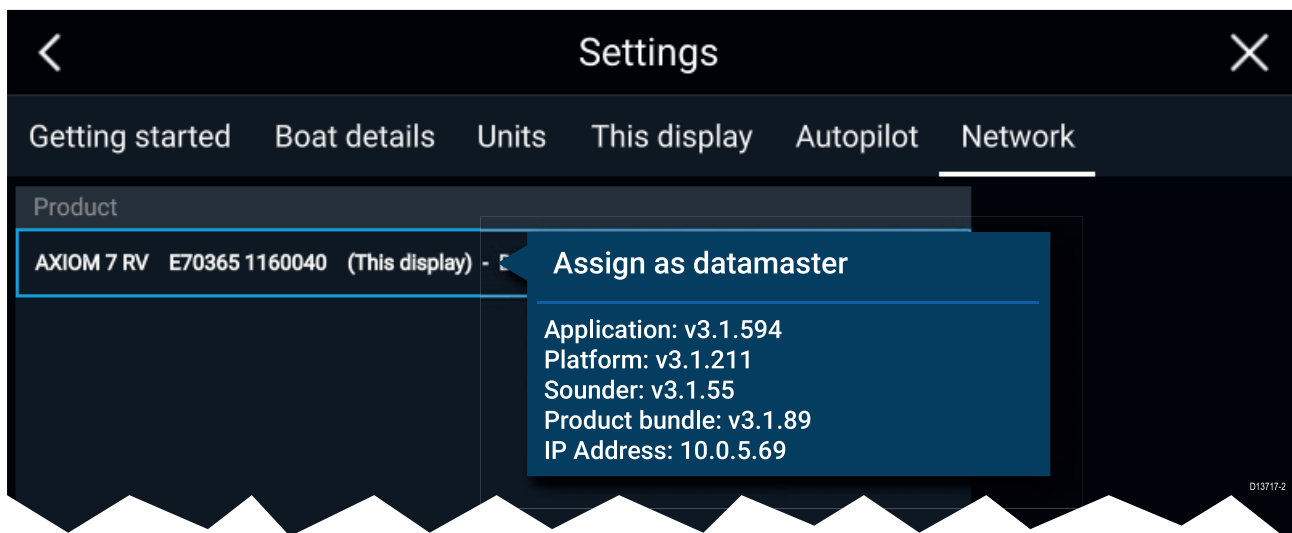 Settings
Getting started Boat details Units This display Autopilot Network
Product
AXIOM 7 RV E70365 1160040 (This display) -
Assign as datamaster
Application: v3.1.594
Platform: v3.1.211
Sounder: v3.1.55
Product bundle: v3.1.89
IP Address: 10.0.5.69
D13717-2